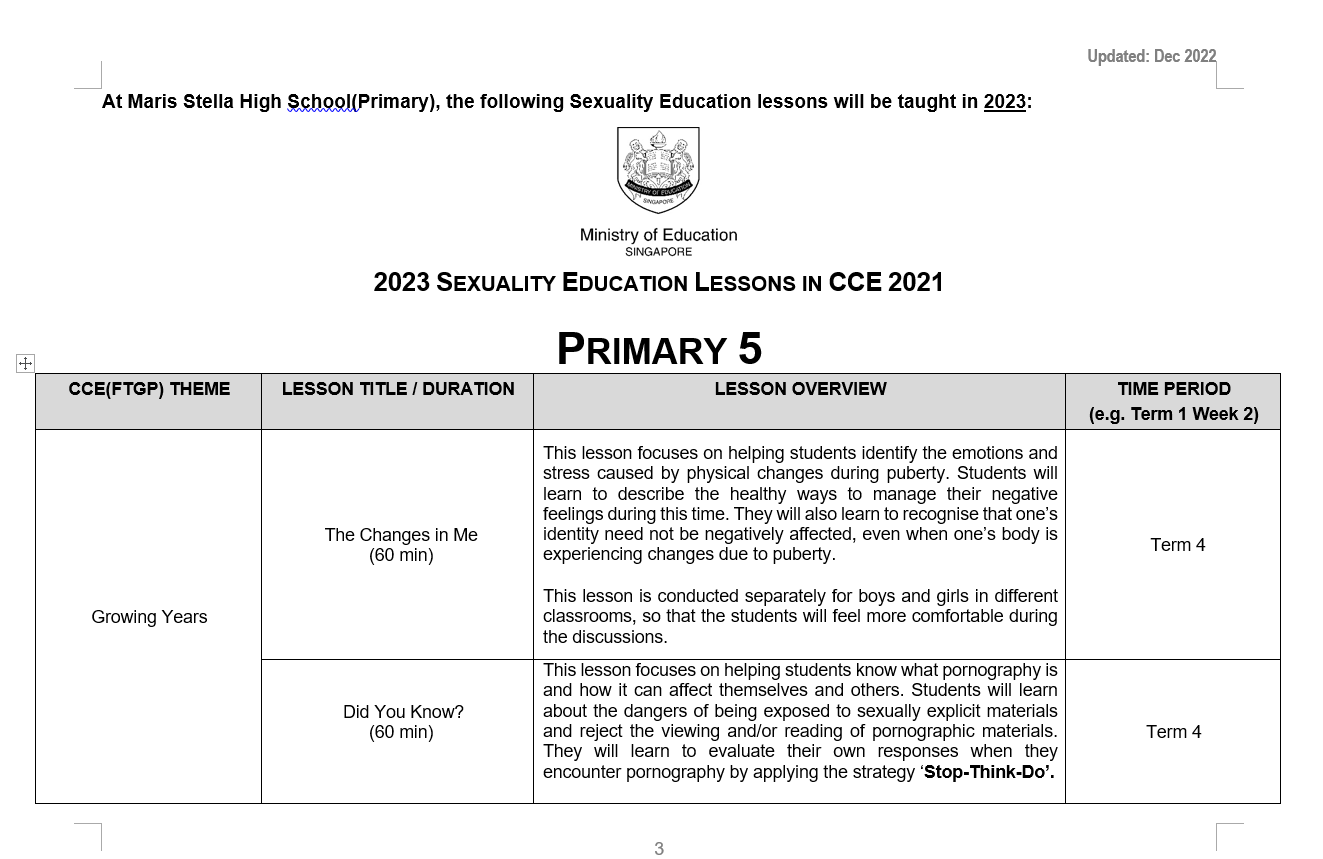 Updated: Dec 2022
At Maris Stella High School(Primary), the following Sexuality Education lessons will be taught in 2023:
MINISTRY OF EDUCATION
SINGAPORE
Ministry of Education
SINGAPORE
2023 SEXUALITY EDUCATION LESSONS IN CCE 2021
PRIMARY 5
CCE(FTGP) THEME
LESSON TITLE / DURATION
LESSON OVERVIEW
TIME PERIOD
(e.g. Term 1 Week 2)
Growing Years
The Changes in Me
(60 min)
This lesson focuses on helping students identify the emotions and
stress caused by physical changes during puberty. Students will
learn to describe the healthy ways to manage their negative
feelings during this time. They will also learn to recognise that one’s
identity need not be negatively affected, even when one’s body is
experiencing changes due to puberty.
This lesson is conducted separately for boys and girls in different
classrooms, so that the students will feel more comfortable during
the discussions.
Term 4
Did You Know?
(60 min)
This lesson focuses on helping students know what pornography is
and how it can affect themselves and others. Students will learn
about the dangers of being exposed to sexually explicit materials
and reject the viewing and/or reading of pornographic materials.
They will learn to evaluate their own responses when they
encounter pornography by applying the strategy ‘Stop-Think-Do’.
Term 4
3